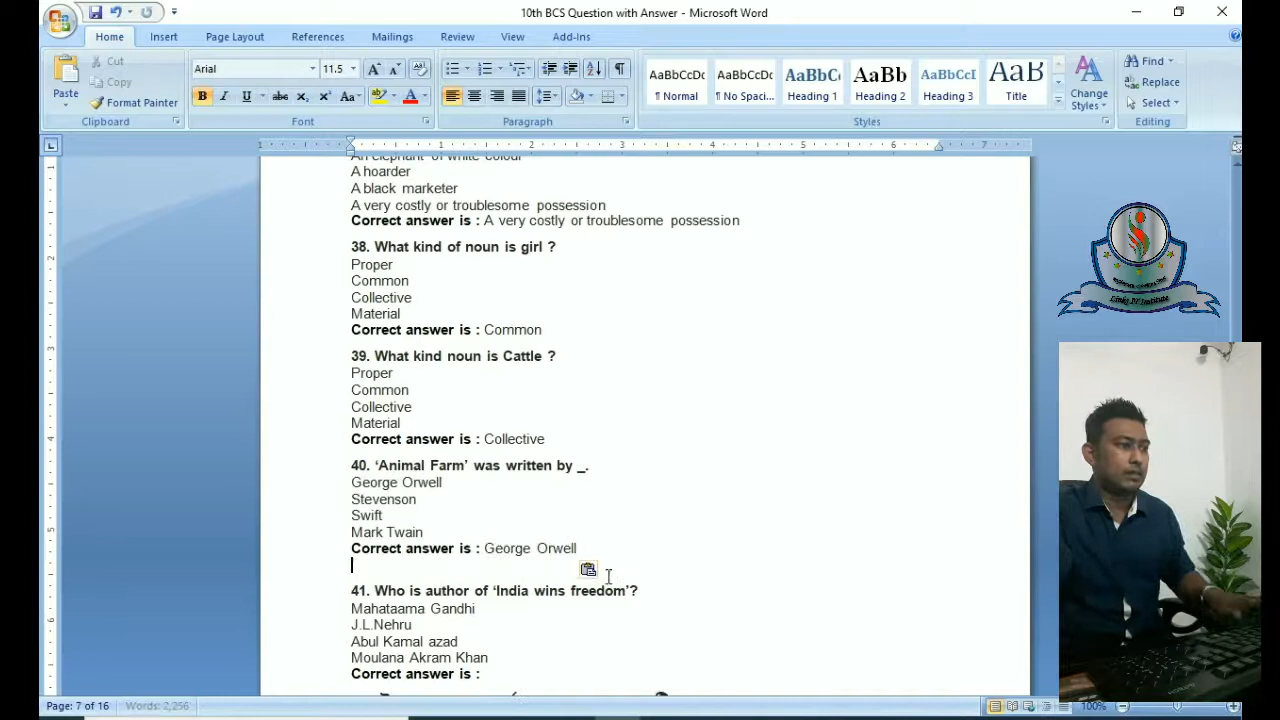 10th BCS Question with Answer - Microsoft Word
Home Insert Page Layout References Mailings Review View Add-Ins
Cut
Copy
Format Painter
Paste
Clipboard
Arial 11.5
Font
Paragraph
AaBbCcDc AaBbCcDc AaBbC AaBbCc AaBbCcI AaB
¶ Normal ¶ No Spaci... Heading 1 Heading 2 Heading 3 Title
Change Styles
Styles
Find
Replace
Select
Editing
An elephant of white colour
A hoarder
A black marketer
A very costly or troublesome possession
Correct answer is : A very costly or troublesome possession
38. What kind of noun is girl ?
Proper
Common
Collective
Material
Correct answer is : Common
39. What kind noun is Cattle ?
Proper
Common
Collective
Material
Correct answer is : Collective
40. ‘Animal Farm’ was written by _.
George Orwell
Stevenson
Swift
Mark Twain
Correct answer is : George Orwell
41. Who is author of ‘India wins freedom’?
Mahataama Gandhi
J.L.Nehru
Abul Kamal azad
Moulana Akram Khan
Correct answer is :
Page: 7 of 16 Words: 2,256
100%